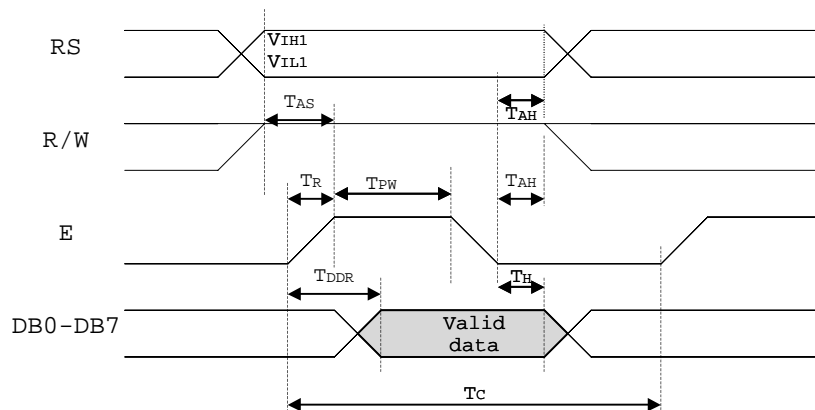 RS
VIH1
VIL1
TAS
TAH
R/W
TR
TPW
TAH
E
TDDR
TH
DB0-DB7
Valid
data
TC